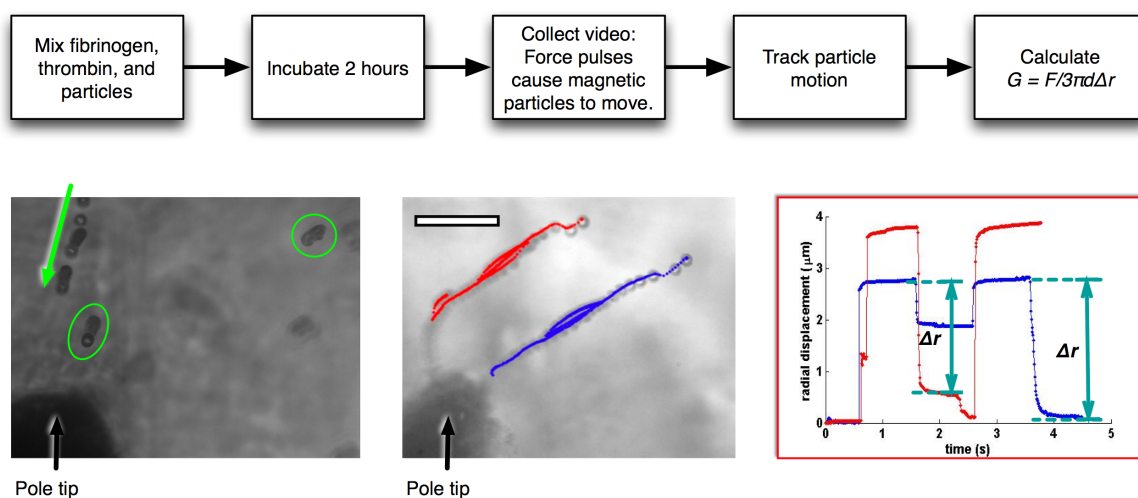 Mix fibrinogen,
thrombin, and
particles
Incubate 2 hours
Collect video:
Force pulses
cause magnetic
particles to move.
Track particle
motion
Calculate
G = F/3πdΔr
Pole tip
Pole tip
radial displacement (μm)
4
3
2
1
0
Δr
Δr
0 1 2 3 4 5
time (s)